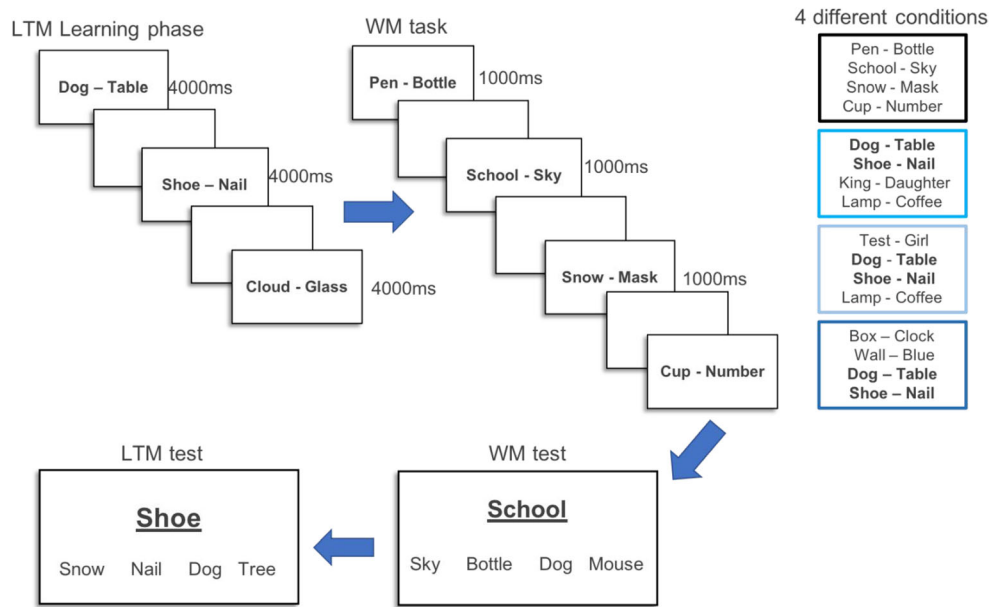 LTM Learning phase
Dog – Table
4000ms
Shoe – Nail
4000ms
Cloud - Glass
4000ms
WM task
Pen - Bottle
1000ms
School - Sky
1000ms
Snow - Mask
1000ms
Cup - Number
4 different conditions
Pen - Bottle
School - Sky
Snow - Mask
Cup - Number
Dog - Table
Shoe - Nail
King - Daughter
Lamp - Coffee
Test - Girl
Dog - Table
Shoe - Nail
Lamp - Coffee
Box – Clock
Wall – Blue
Dog – Table
Shoe – Nail
LTM test
Shoe
Snow Nail Dog Tree
WM test
School
Sky Bottle Dog Mouse